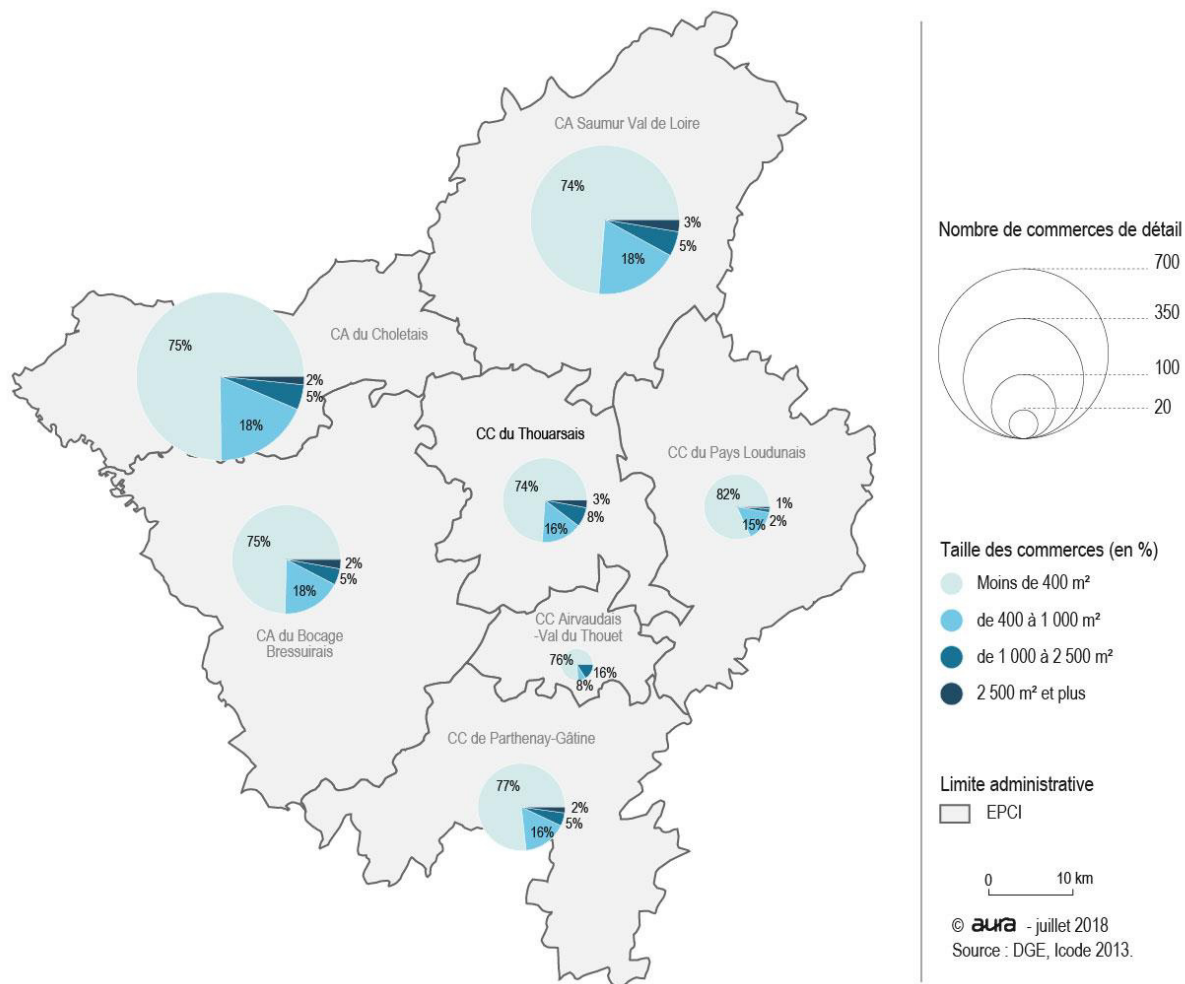 CA Saumur Val de Loire
74%
3%
5%
18%
CA du Choletais
75%
2%
5%
18%
CC du Thouarsais
74%
3%
8%
16%
CC du Pays Loudunais
82%
1%
2%
15%
75%
2%
5%
18%
CA du Bocage
Bressuirais
CC Airvaudais
-Val du Thouet
76%
16%
8%
CC de Parthenay-Gâtine
77%
2%
5%
16%
Nombre de commerces de détail
700
350
100
20
Taille des commerces (en %)
Moins de 400 m²
de 400 à 1 000 m²
de 1 000 à 2 500 m²
2 500 m² et plus
Limite administrative
EPCI
0 10 km
© aura - juillet 2018
Source : DGE, Icode 2013.